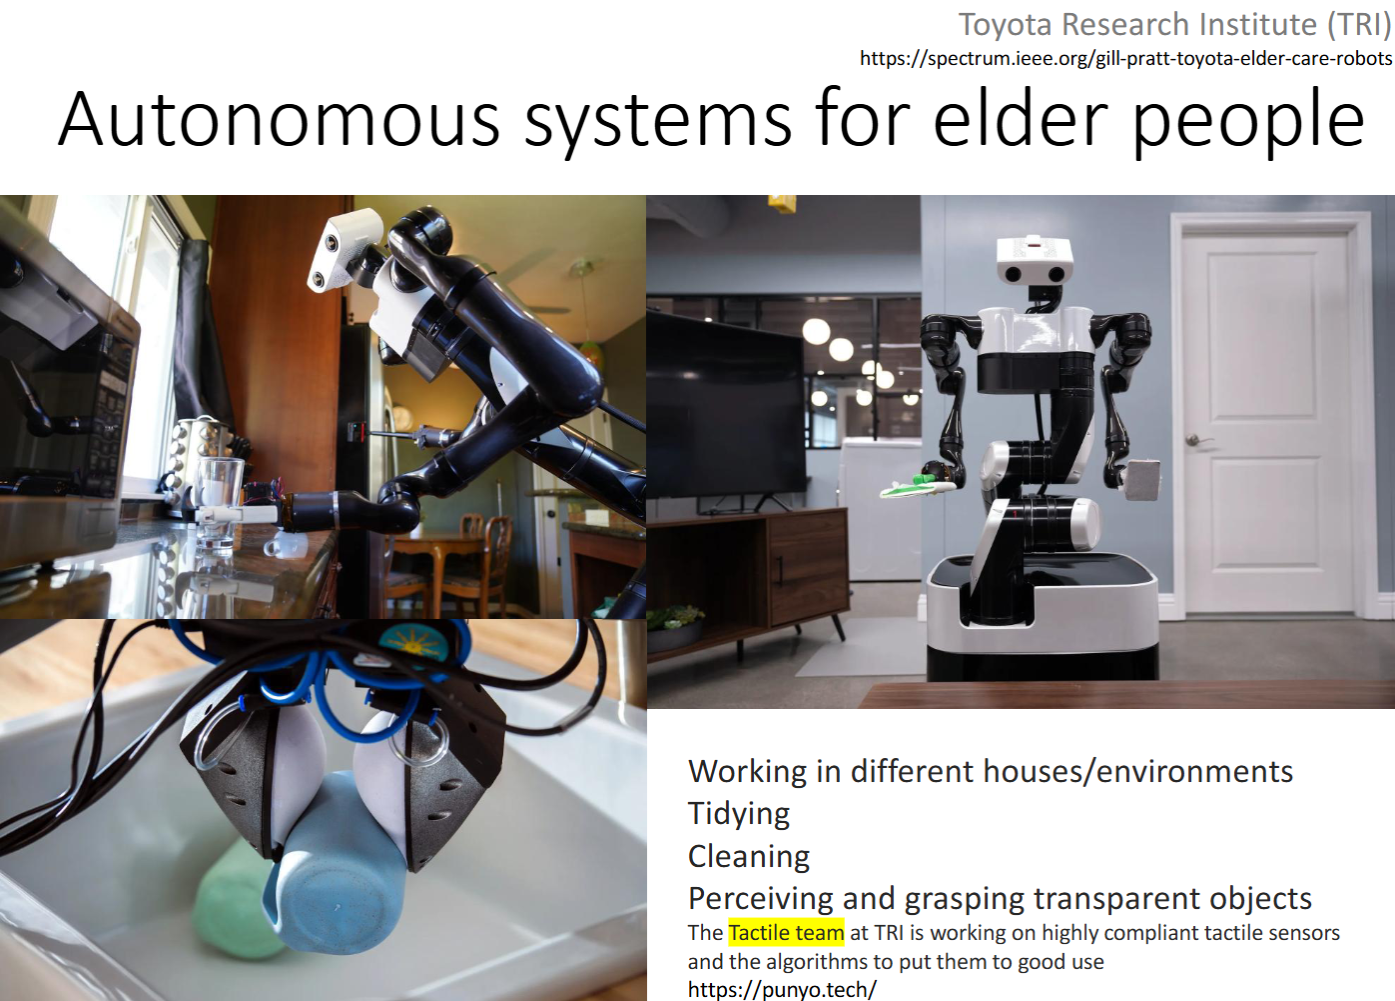 Toyota Research Institute (TRI)
https://spectrum.ieee.org/gill-pratt-toyota-elder-care-robots
Autonomous systems for elder people
Working in different houses/environments
Tidying
Cleaning
Perceiving and grasping transparent objects
The Tactile team at TRI is working on highly compliant tactile sensors
and the algorithms to put them to good use
https://punyo.tech/